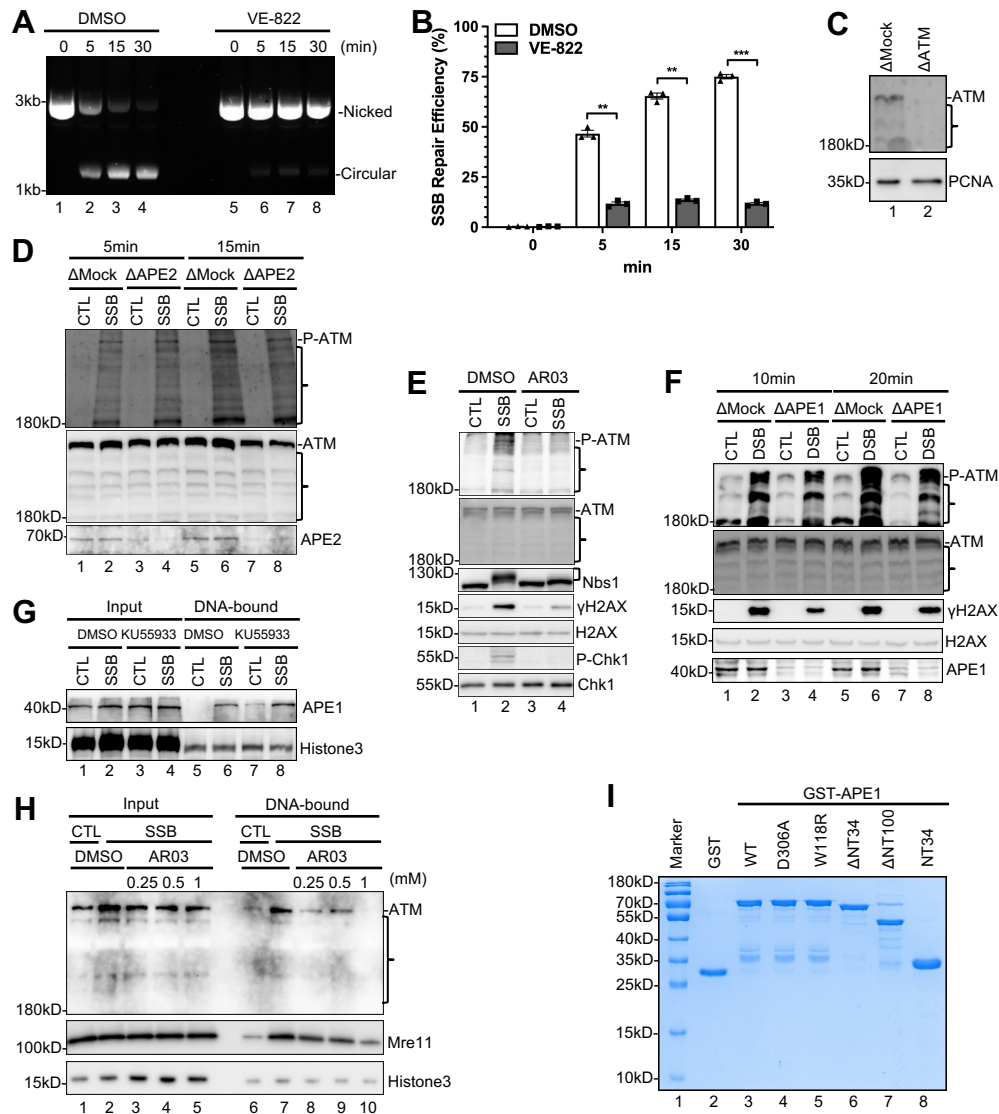 A
DMSO VE-822
0 5 15 30 0 5 15 30 (min)
3kb-
-Nicked
-Circular
1kb-
1 2 3 4 5 6 7 8
B
DMSO
VE-822
SSB Repair Efficiency (%)
100
75
50
25
0
** ** ***
0 5 15 30
min
C
ΔMock ΔATM
-ATM
180kD-
35kD- PCNA
1 2
D
5min 15min
ΔMock ΔAPE2 ΔMock ΔAPE2
CTL SSB CTL SSB CTL SSB CTL SSB
-P-ATM
180kD-
-ATM
180kD-
70kD- APE2
1 2 3 4 5 6 7 8
E
DMSO AR03
CTL SSB CTL SSB
-P-ATM
180kD-
-ATM
180kD-
130kD-
Nbs1
15kD- γH2AX
15kD- H2AX
55kD- P-Chk1
55kD- Chk1
1 2 3 4
F
10min 20min
ΔMock ΔAPE1 ΔMock ΔAPE1
CTL DSB CTL DSB CTL DSB CTL DSB
-P-ATM
180kD-
-ATM
180kD-
15kD- γH2AX
15kD- H2AX
40kD- APE1
1 2 3 4 5 6 7 8
G
Input DNA-bound
DMSO KU55933 DMSO KU55933
CTL SSB CTL SSB CTL SSB CTL SSB
40kD- APE1
15kD- Histone3
1 2 3 4 5 6 7 8
H
Input DNA-bound
CTL SSB CTL SSB
DMSO AR03 DMSO AR03
0.25 0.5 1 0.25 0.5 1 (mM)
-ATM
180kD-
100kD- Mre11
15kD- Histone3
1 2 3 4 5 6 7 8 9 10
I
GST-APE1
Marker GST WT D306A W118R ΔNT34 ΔNT100 NT34
180kD-
70kD-
55kD-
40kD-
35kD-
25kD-
15kD-
10kD-
1 2 3 4 5 6 7 8